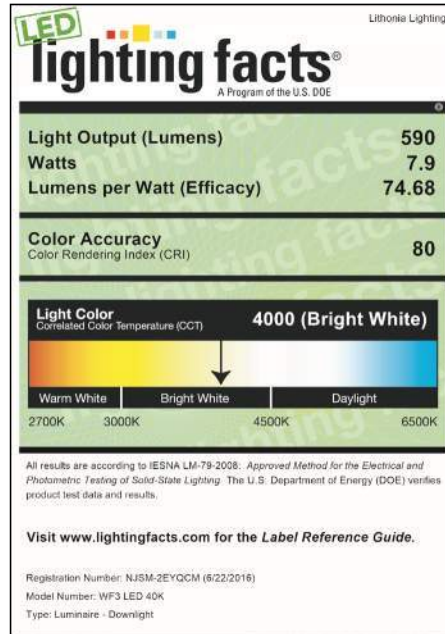 Lithonia Lighting
LED
lighting facts®
A Program of the U.S. DOE
Light Output (Lumens) 590
Watts 7.9
Lumens per Watt (Efficacy) 74.68
Color Accuracy 80
Color Rendering Index (CRI)
Light Color 4000 (Bright White)
Correlated Color Temperature (CCT)
Warm White Bright White Daylight
2700K 3000K 4500K 6500K
All results are according to IESNA LM-79-2008: Approved Method for the Electrical and
Photometric Testing of Solid-State Lighting. The U.S. Department of Energy (DOE) verifies
product test data and results.
Visit www.lightingfacts.com for the Label Reference Guide.
Registration Number: NJSM-2EYQCM (6/22/2016)
Model Number: WF3 LED 40K
Type: Luminaire - Downlight